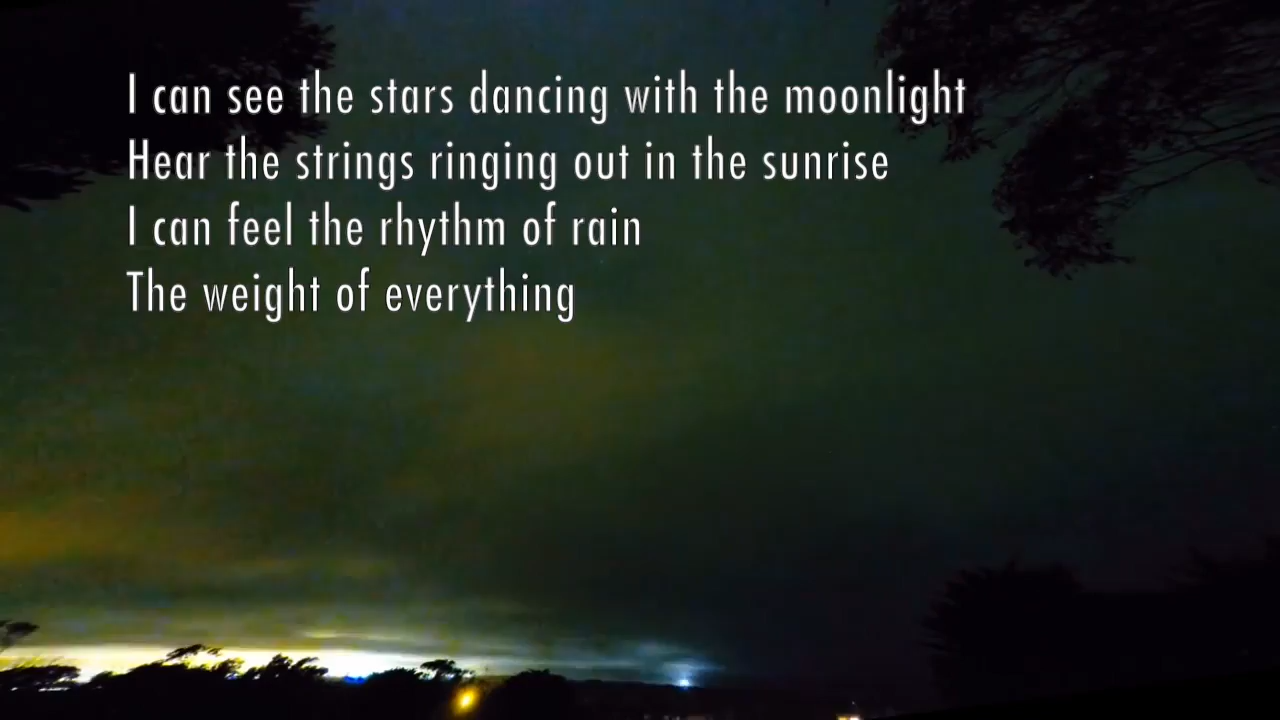 I can see the stars dancing with the moonlight
Hear the strings ringing out in the sunrise
I can feel the rhythm of rain
The weight of everything